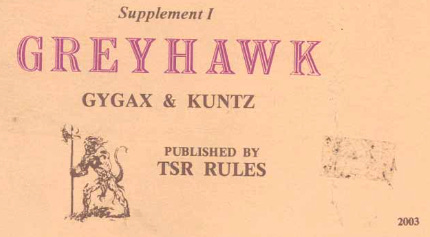 Supplement I
GREYHAWK
GYGAX & KUNTZ
PUBLISHED BY
TSR RULES
2003